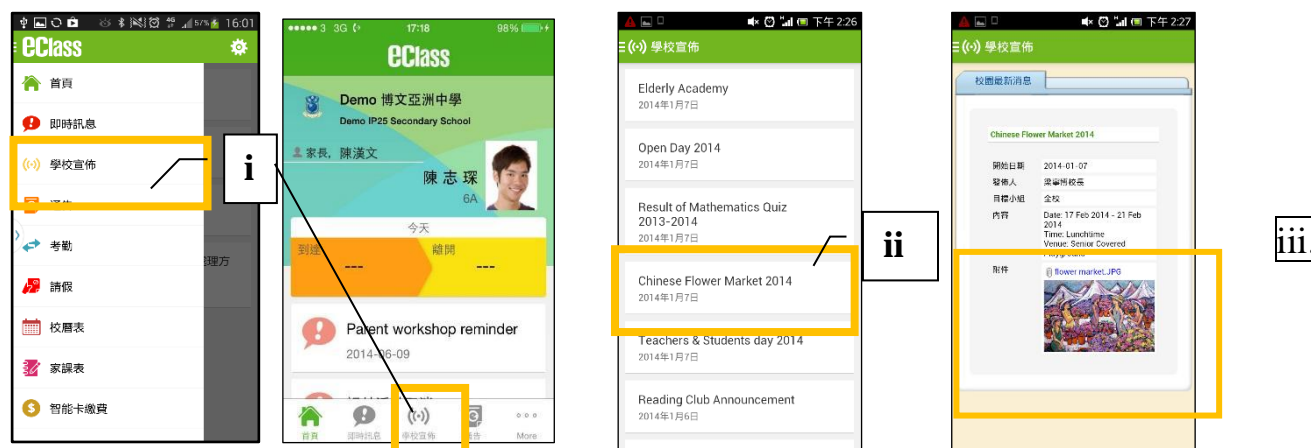 16:01
57%
eClass
首頁
即時訊息
學校宣佈
考勤
請假
校曆表
家課表
智能卡繳費
理方
i
3 3G
17:18
98%
eClass
Demo 博文亞洲中學
Demo IP25 Secondary School
家長, 陳漢文
陳 志 琛
6A
今天
到達
離開
---
---
Parent workshop reminder
2014-06-09
首頁
即時訊息
學校宣佈
More
下午 2:26
學校宣佈
Elderly Academy
2014年1月7日
Open Day 2014
2014年1月7日
Result of Mathematics Quiz
2013-2014
2014年1月7日
Chinese Flower Market 2014
2014年1月7日
Teachers & Students day 2014
2014年1月7日
Reading Club Announcement
2014年1月6日
ii
下午 2:27
學校宣佈
校園最新消息
Chinese Flower Market 2014
開始日期 2014-01-07
發佈人
目標小組 全校
內容 Date: 17 Feb 2014 - 21 Feb
2014
Time: Lunchtime
Venue: Senior Covered
附件 flower market.JPG
iii.